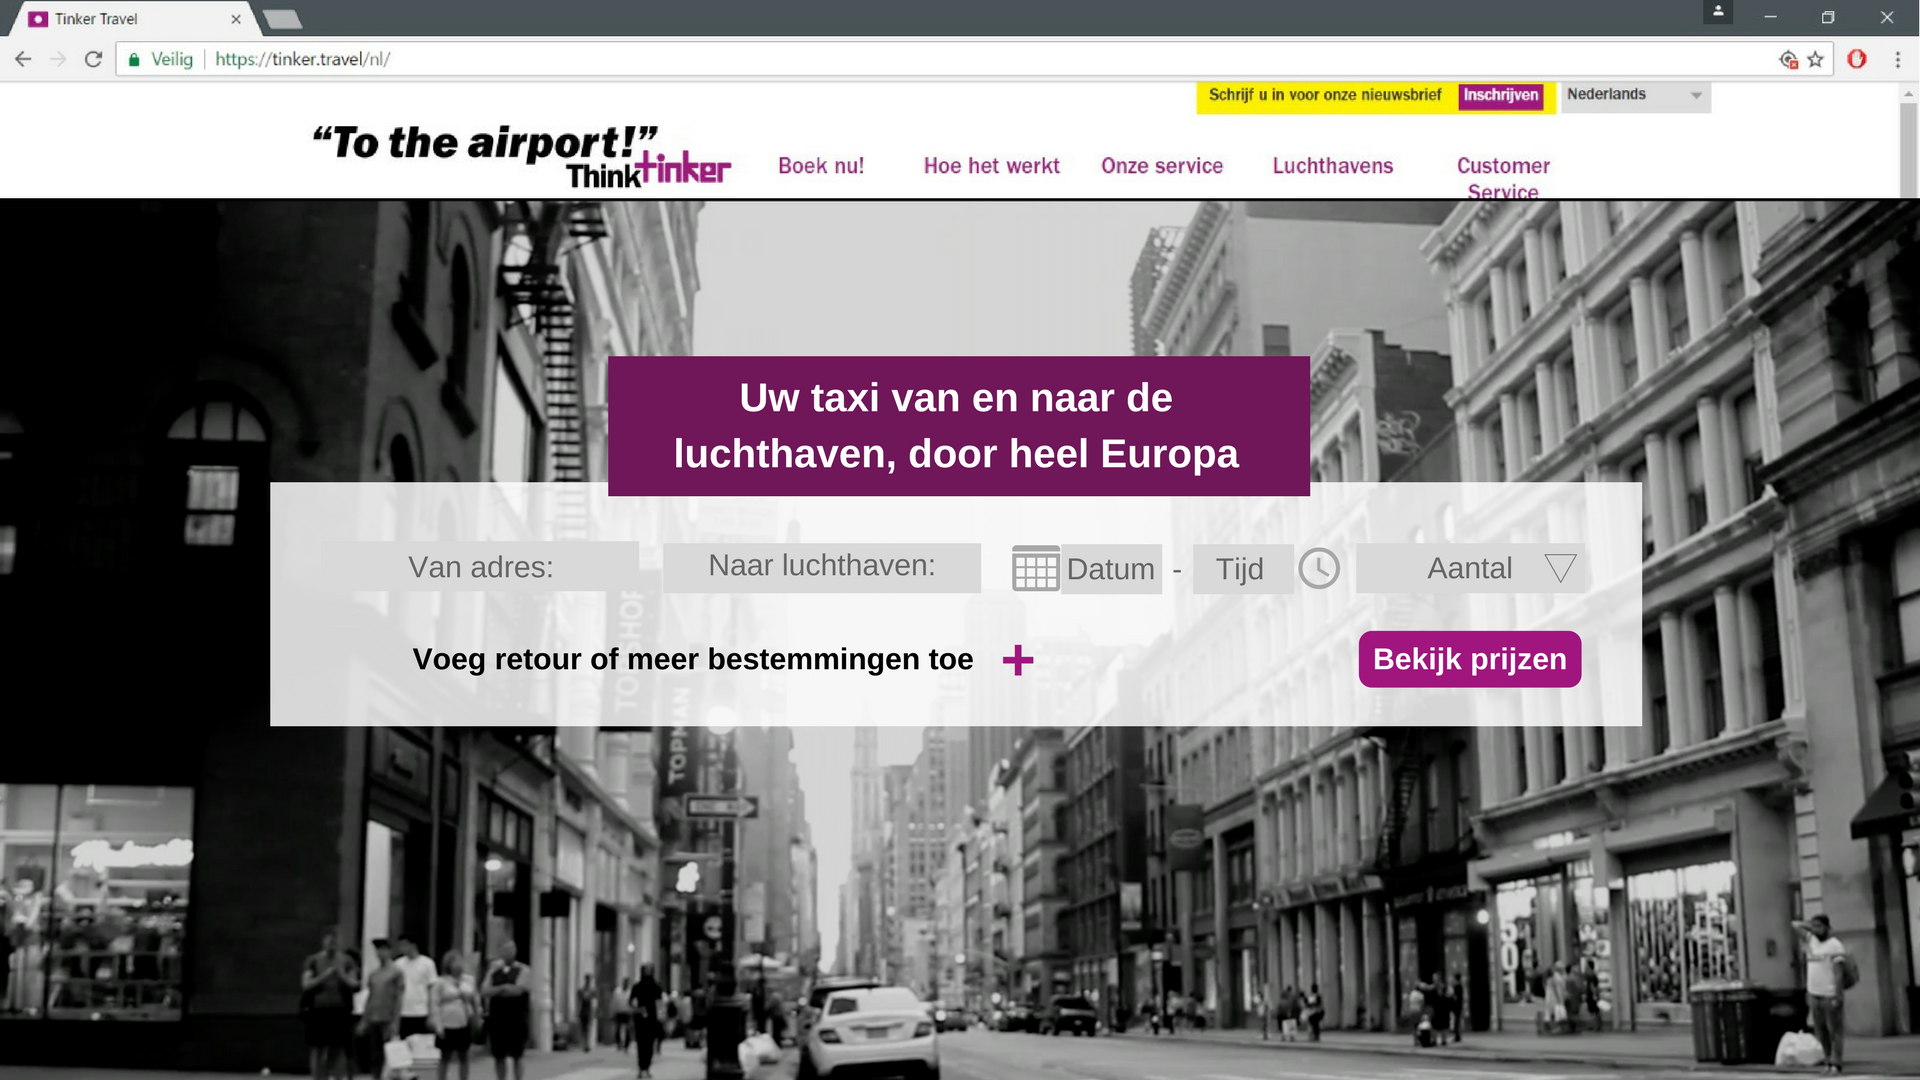 Tinker Travel
Veilig
https://tinker.travel/nl/
Schrijf u in voor onze nieuwsbrief Inschrijven Nederlands
“To the airport!”
Think tinker
Boek nu! Hoe het werkt Onze service Luchthavens Customer Service
Uw taxi van en naar de
luchthaven, door heel Europa
Van adres: Naar luchthaven: Datum - Tijd Aantal
Voeg retour of meer bestemmingen toe + Bekijk prijzen
TOPSHOP
TOPMAN